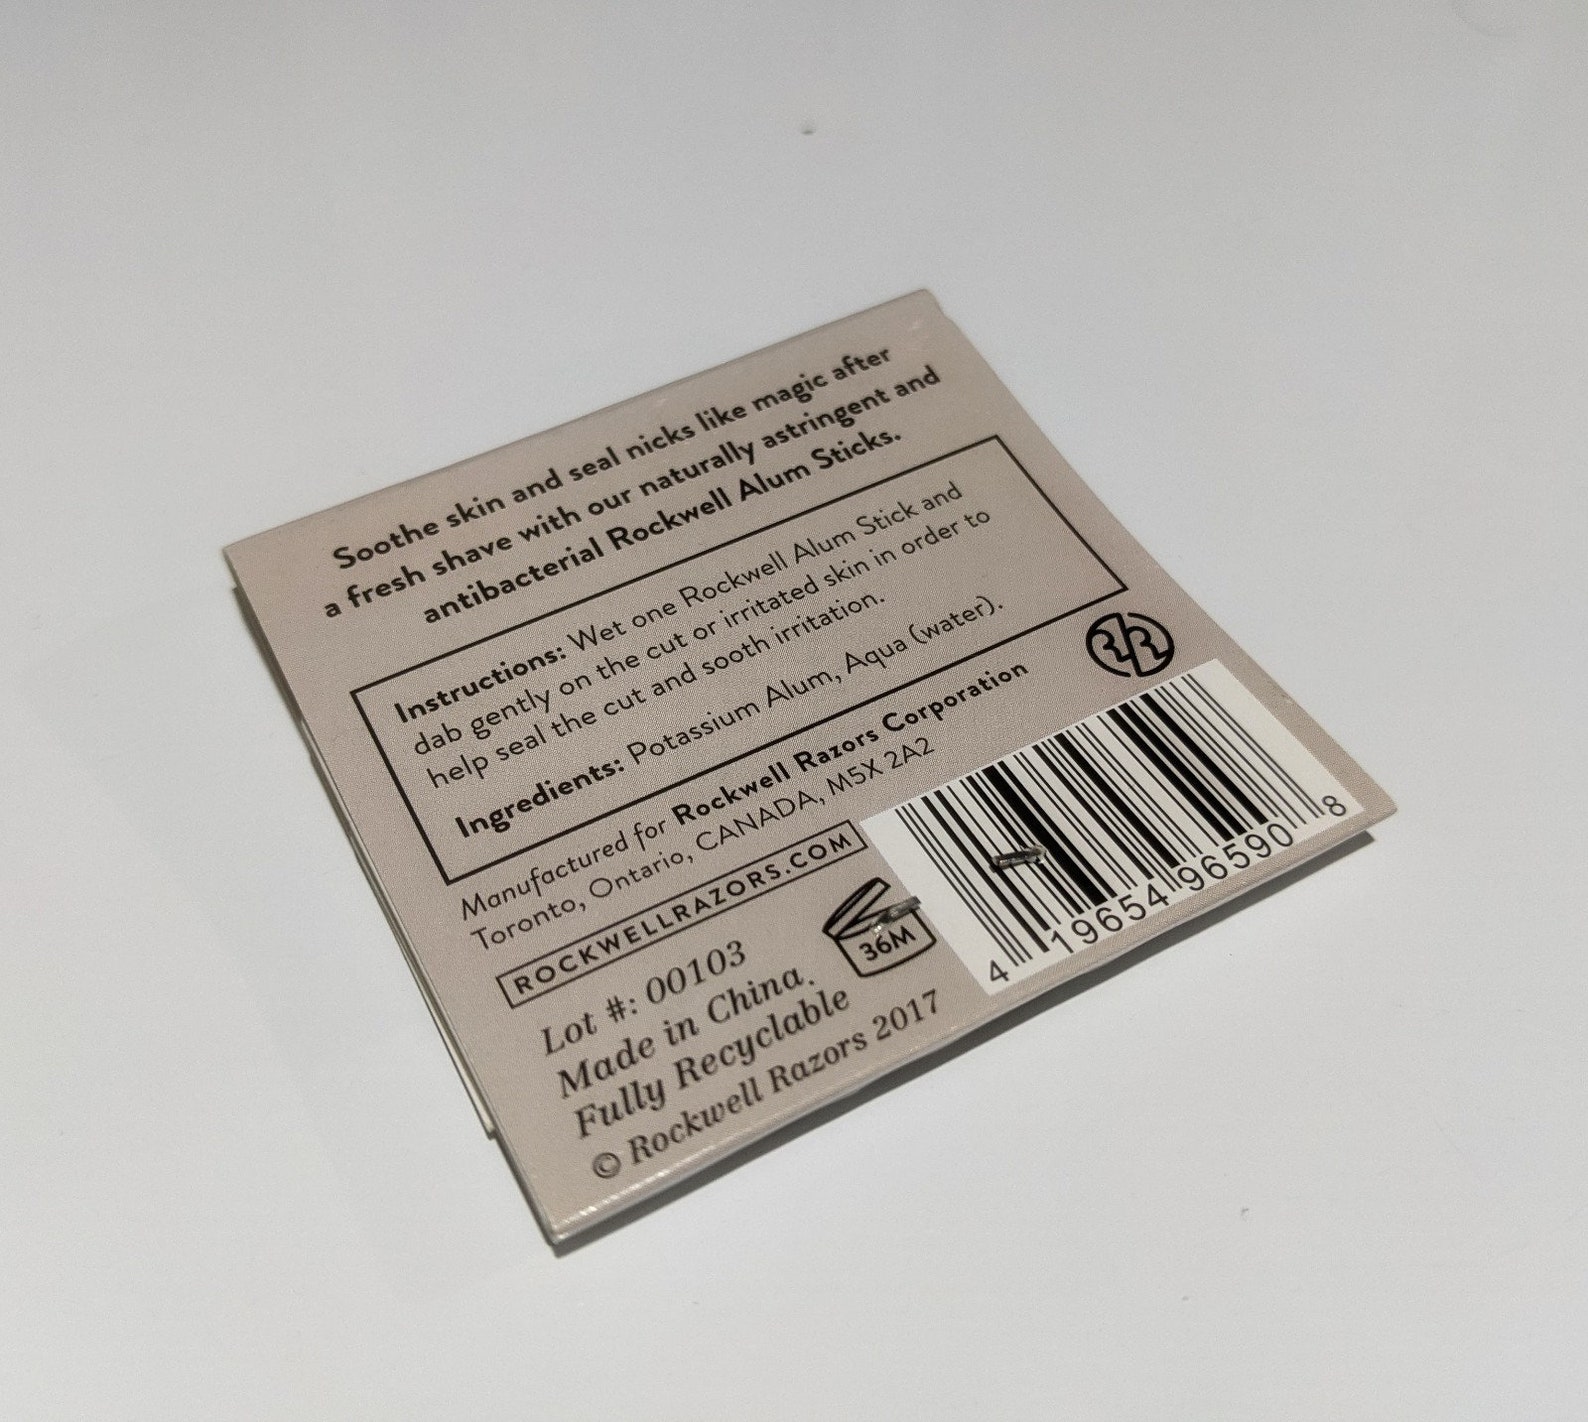 Soothe skin and seal nicks like magic after
a fresh shave with our naturally astringent and
antibacterial Rockwell Alum Sticks.
Instructions: Wet one Rockwell Alum Stick and
dab gently on the cut or irritated skin in order to
help seal the cut and sooth irritation.
Ingredients: Potassium Alum, Aqua (water).
Manufactured for Rockwell Razors Corporation
Toronto, Ontario, CANADA, M5X 2A2
ROCKWELLRAZORS.COM
Lot #: 00103
Made in China.
Fully Recyclable
© Rockwell Razors 2017
36M
4 19654 96590 8